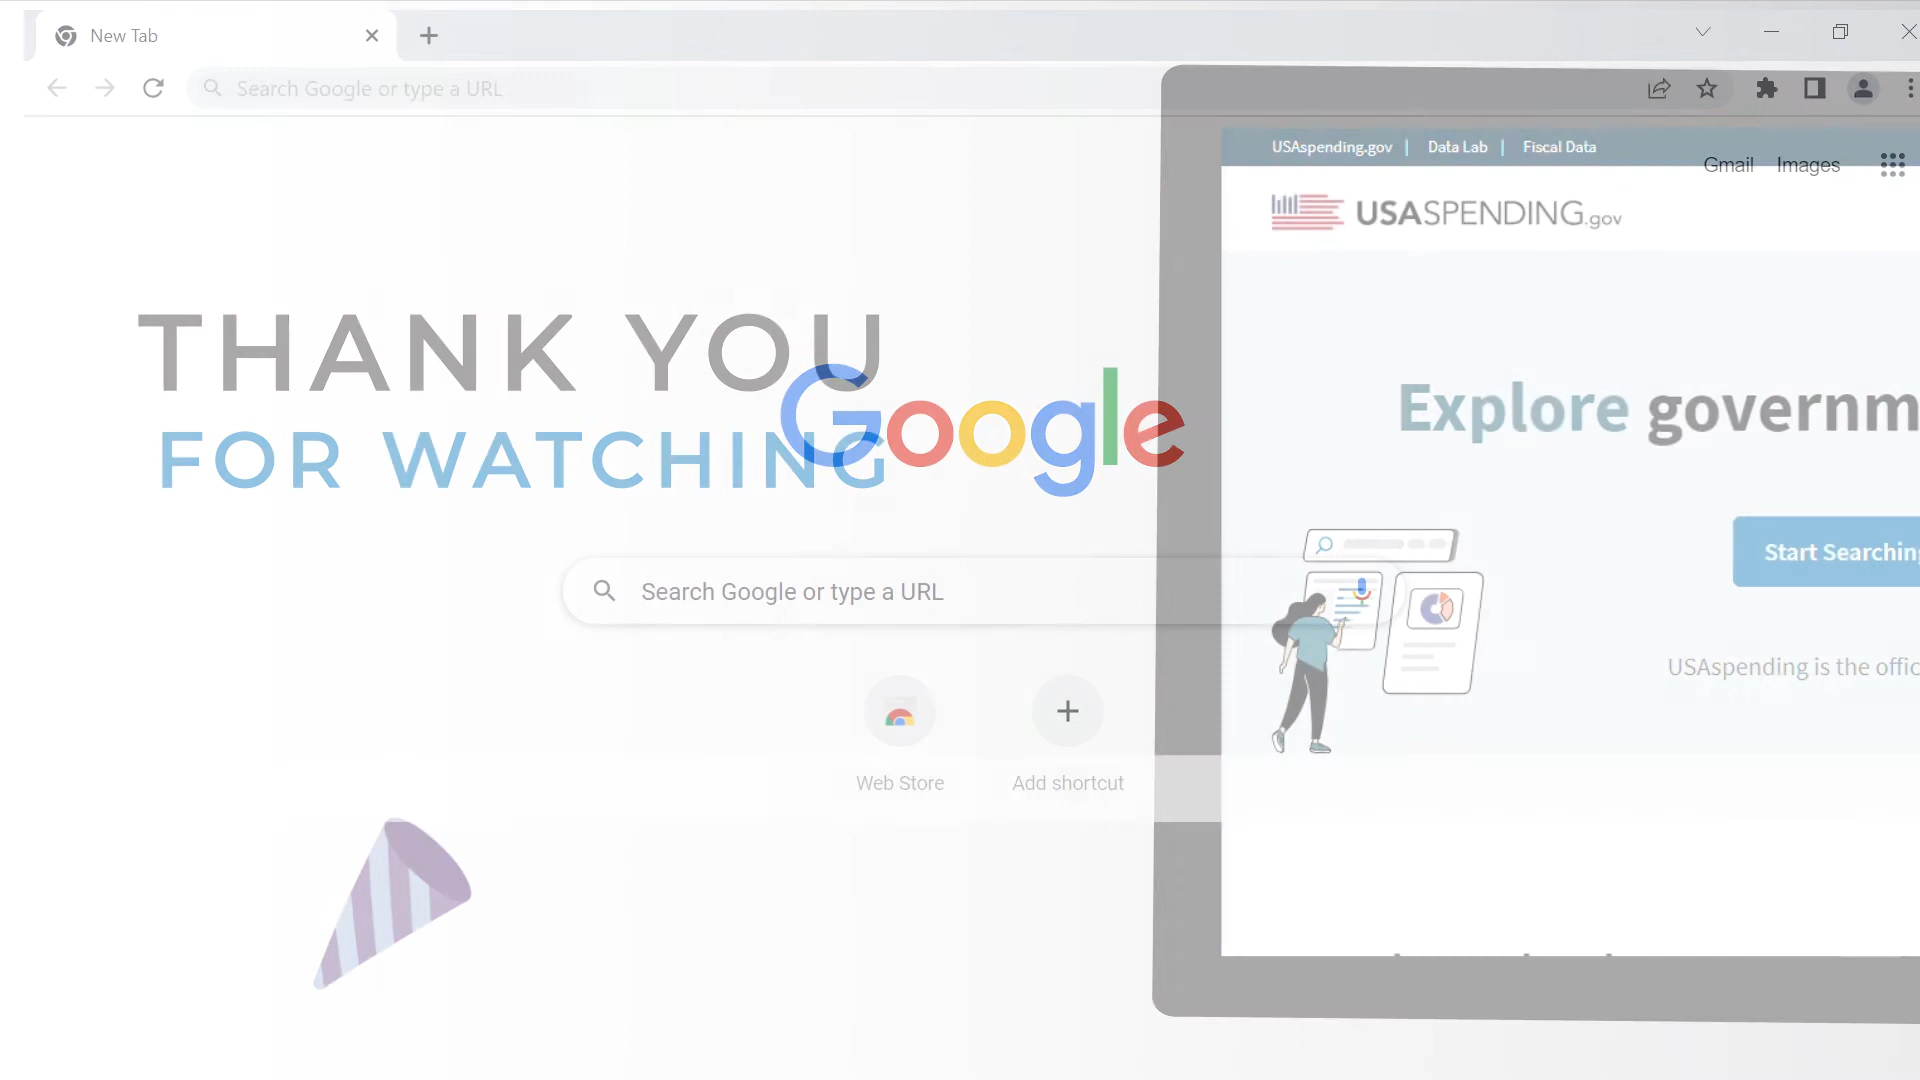 New Tab
Search Google or type a URL
USAspending.gov | Data Lab | Fiscal Data
Gmail Images
USASPENDING.gov
THANK YOU
FOR WATCHING
Google
Explore governm
Start Searching
Search Google or type a URL
USAspending is the offic
Web Store
Add shortcut